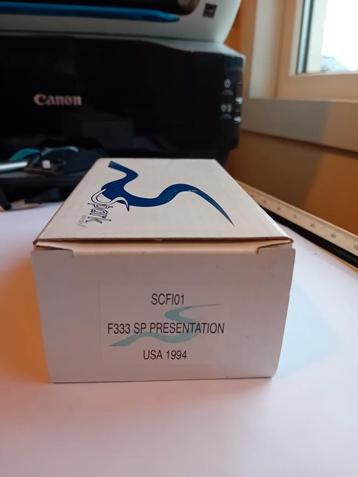 Canon
Spark
SCFI01
F333 SP PRESENTATION
USA 1994